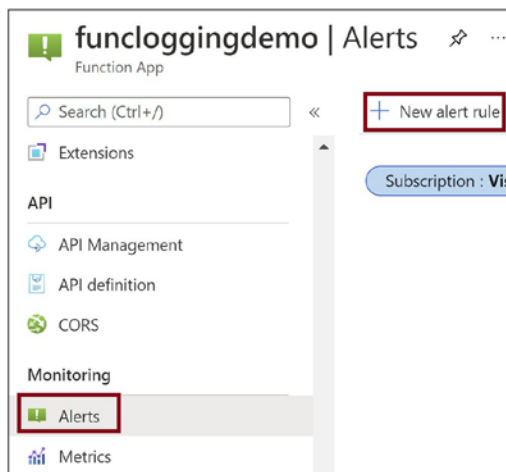 funcloggingdemo | Alerts
Function App
Search (Ctrl+/)
New alert rule
Extensions
Subscription : Vis
API
API Management
API definition
CORS
Monitoring
Alerts
Metrics